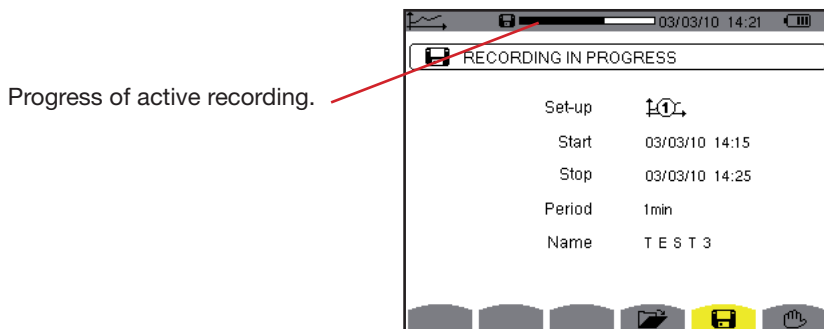 03/03/10 14:21
RECORDING IN PROGRESS
Progress of active recording.
Set-up 1
Start 03/03/10 14:15
Stop 03/03/10 14:25
Period 1min
Name T E S T 3